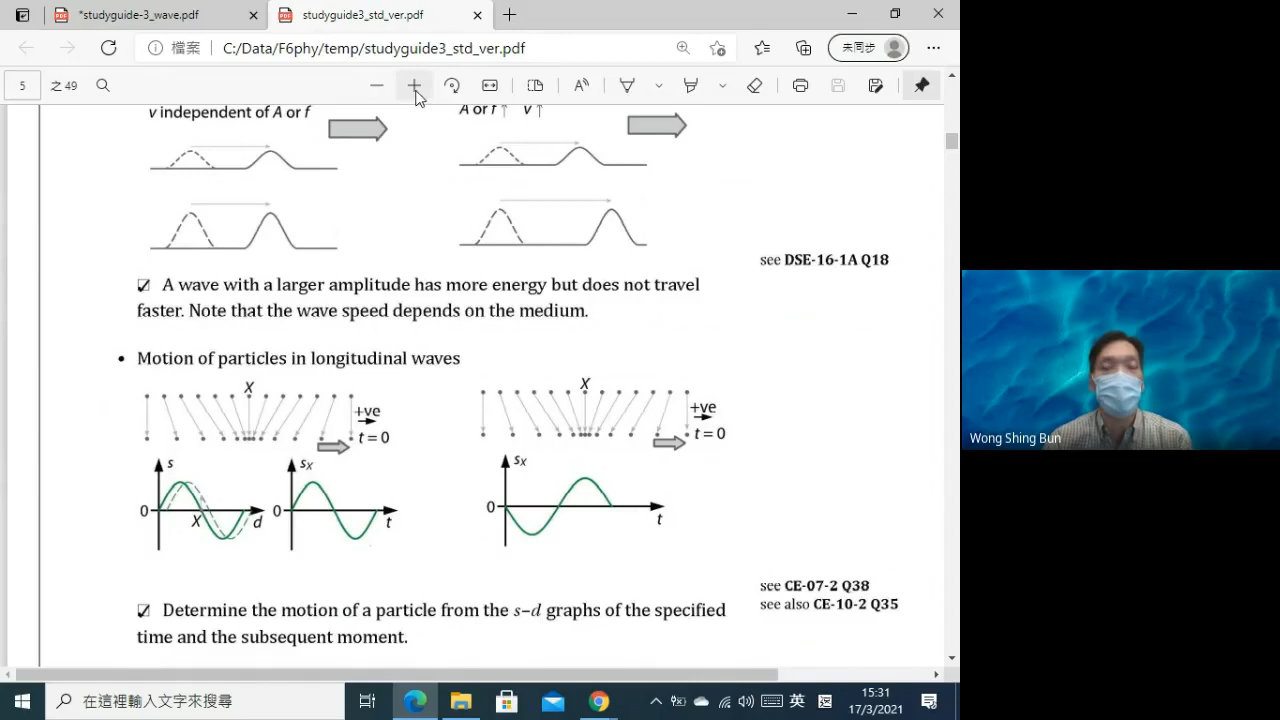 *studyguide-3_wave.pdf
studyguide3_std_ver.pdf
檔案 C:/Data/F6phy/temp/studyguide3_std_ver.pdf
未同步
5 之 49
v independent of A or f
A or f ↑ v ↑
see DSE-16-1A Q18
☑ A wave with a larger amplitude has more energy but does not travel
faster. Note that the wave speed depends on the medium.
• Motion of particles in longitudinal waves
X
+ve
t = 0
X
+ve
t = 0
s
0
X
d
sX
0
t
sX
0
t
see CE-07-2 Q38
see also CE-10-2 Q35
☑ Determine the motion of a particle from the s–d graphs of the specified
time and the subsequent moment.
Wong Shing Bun
在這裡輸入文字來搜尋
英
15:31
17/3/2021